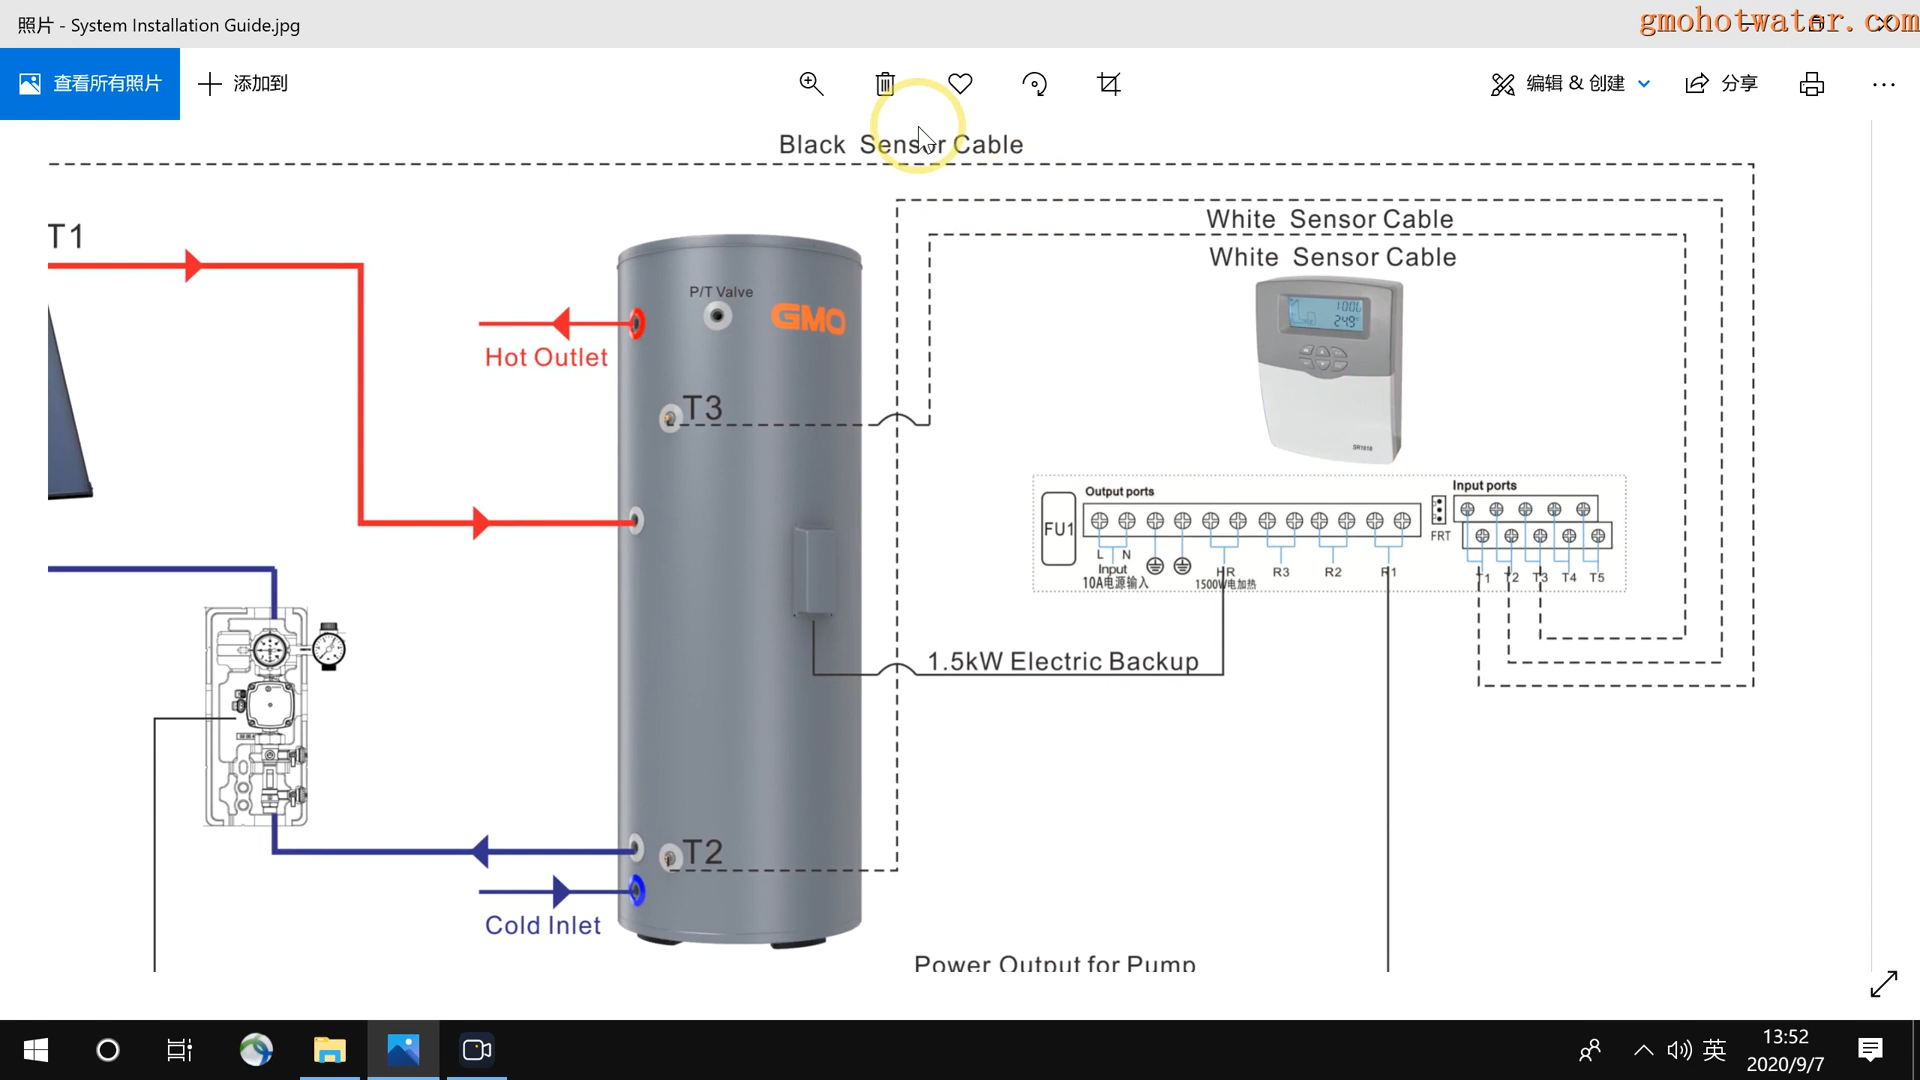 照片 - System Installation Guide.jpg
gmohotwater.com
查看所有照片
添加到
编辑 & 创建
分享
Black Sensor Cable
White Sensor Cable
White Sensor Cable
T1
P/T Valve
GMO
Hot Outlet
T3
SR1618
Output ports
Input ports
FU1
FRT
L N
Input
10A电源输入
HR
1500W电加热
R3
R2
R1
T1 T2 T3 T4 T5
1.5kW Electric Backup
T2
Cold Inlet
Power Output for Pump
英
13:52
2020/9/7